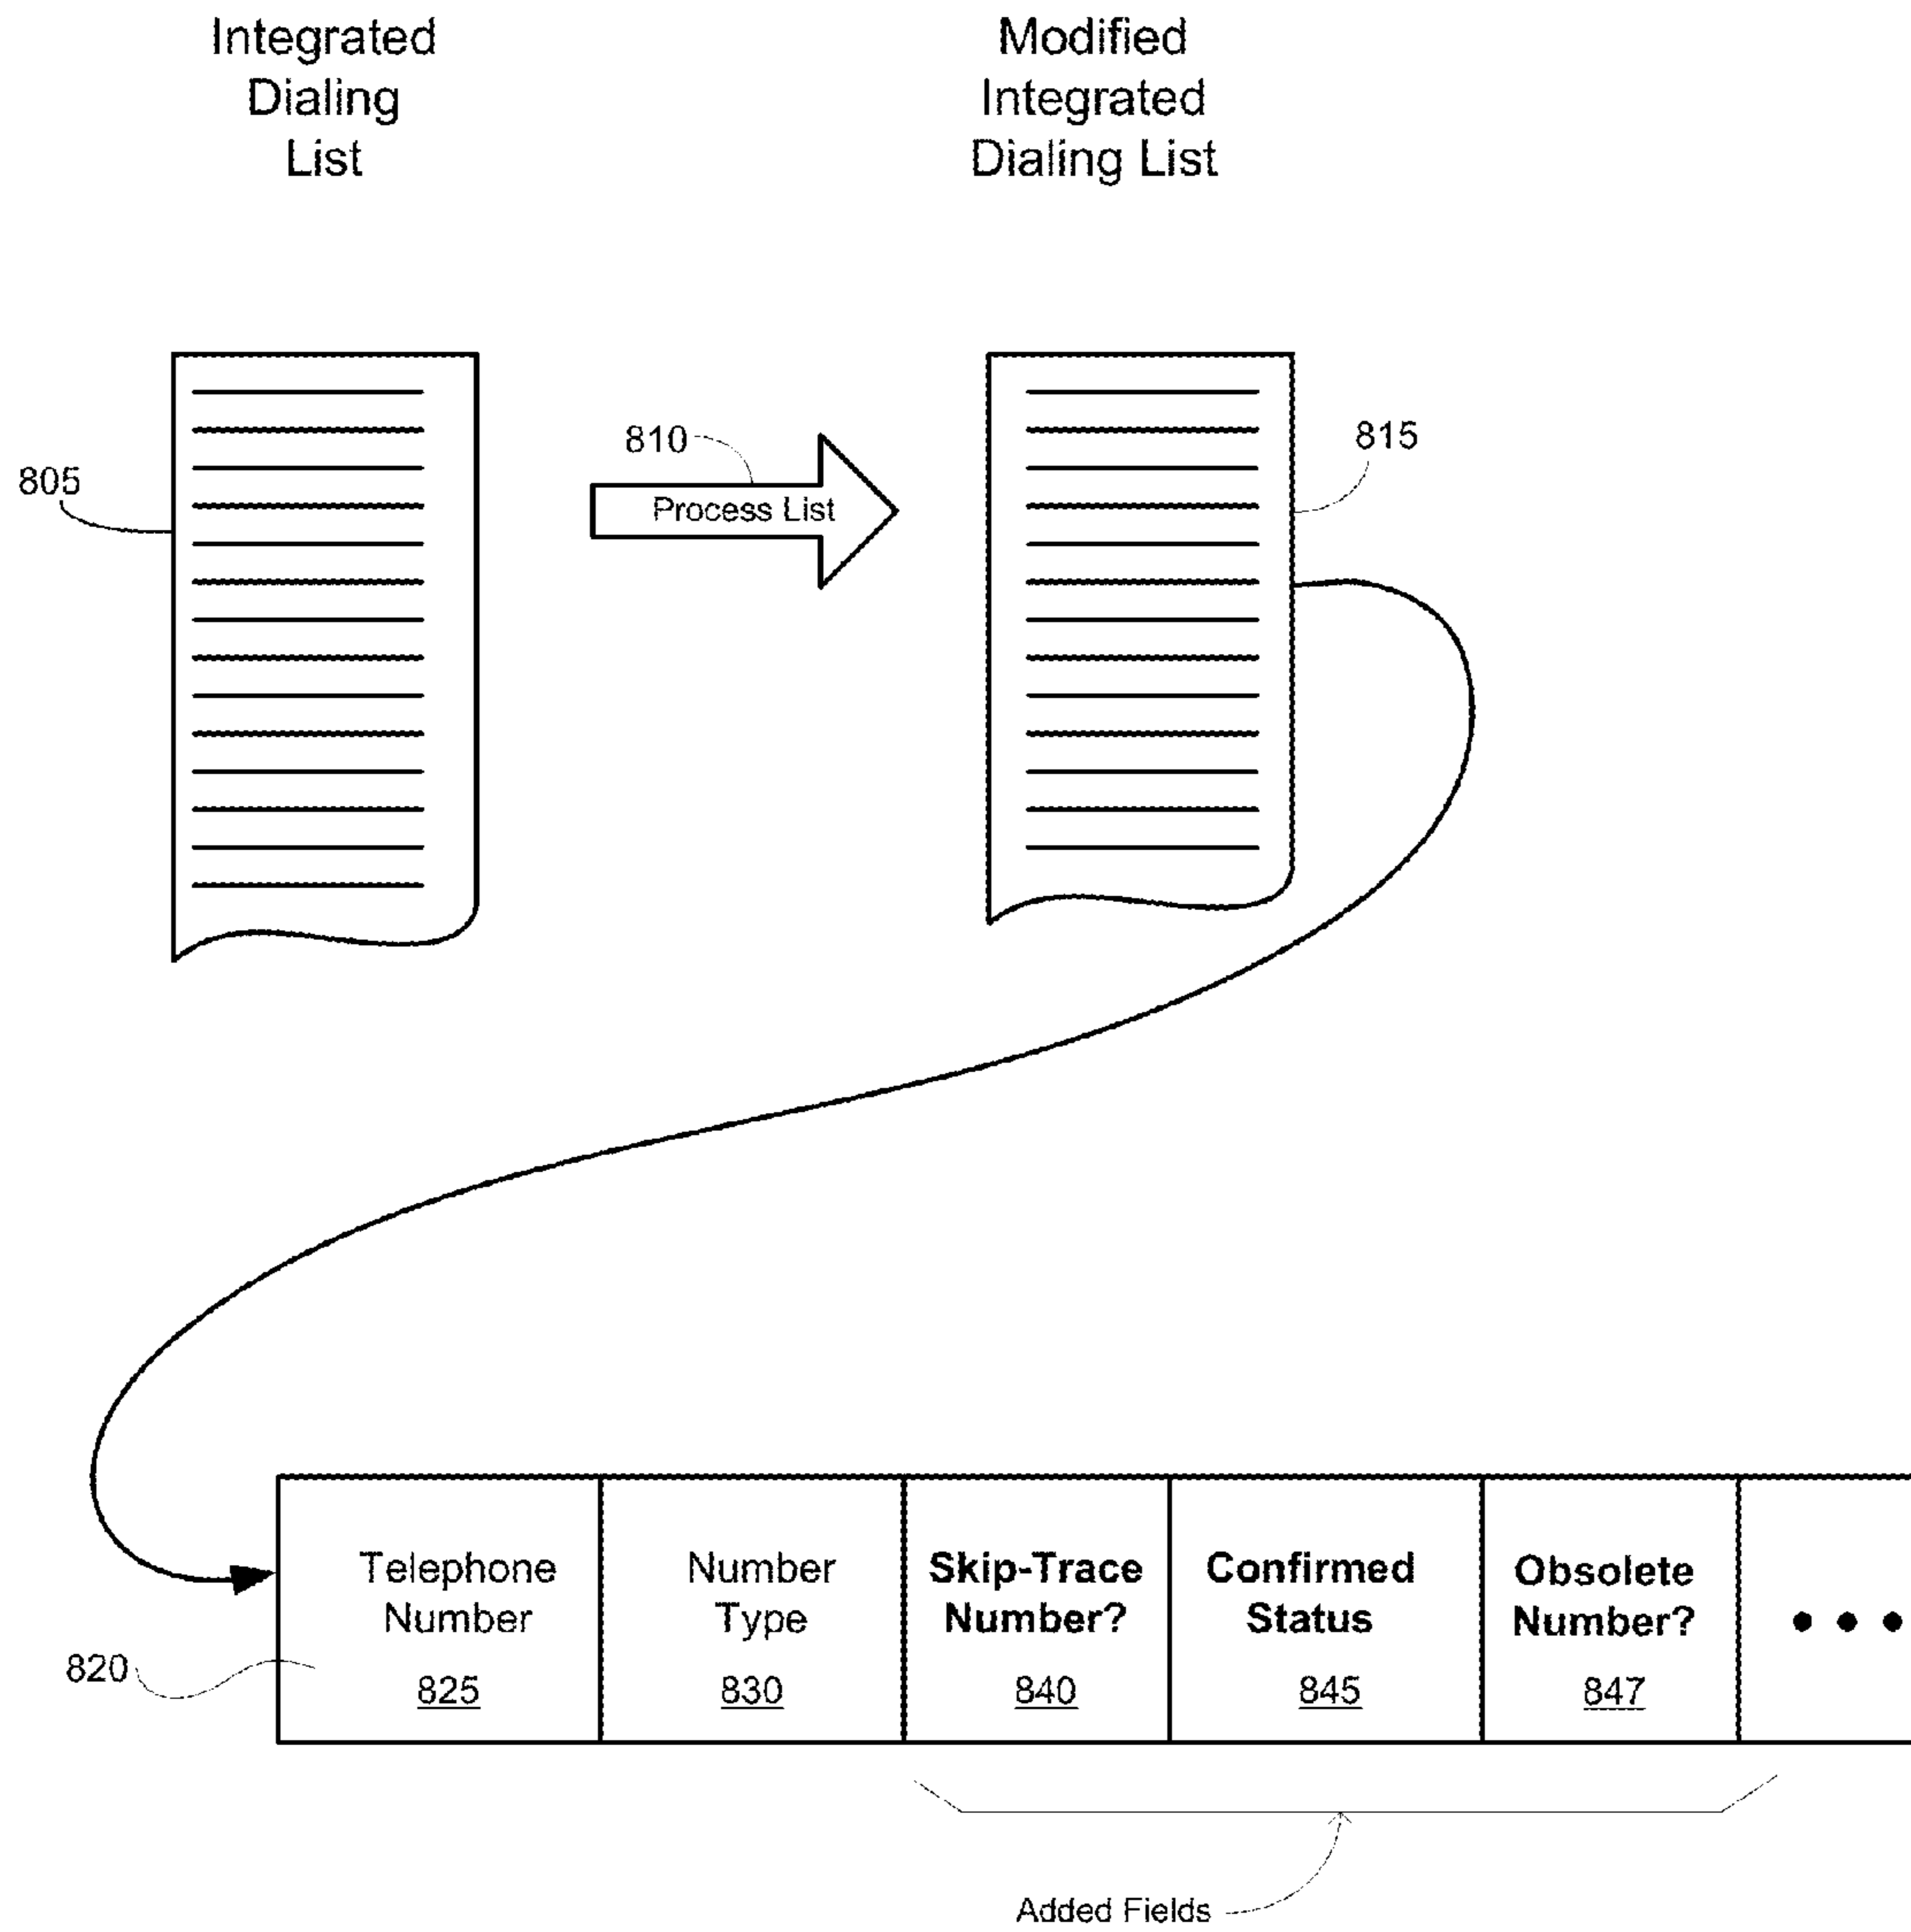 Integrated
Dialing
List
Modified
Integrated
Dialing List
805
810
Process List
815
820
Telephone
Number
825
Number
Type
830
Skip-Trace
Number?
840
Confirmed
Status
845
Obsolete
Number?
847
• • •
Added Fields